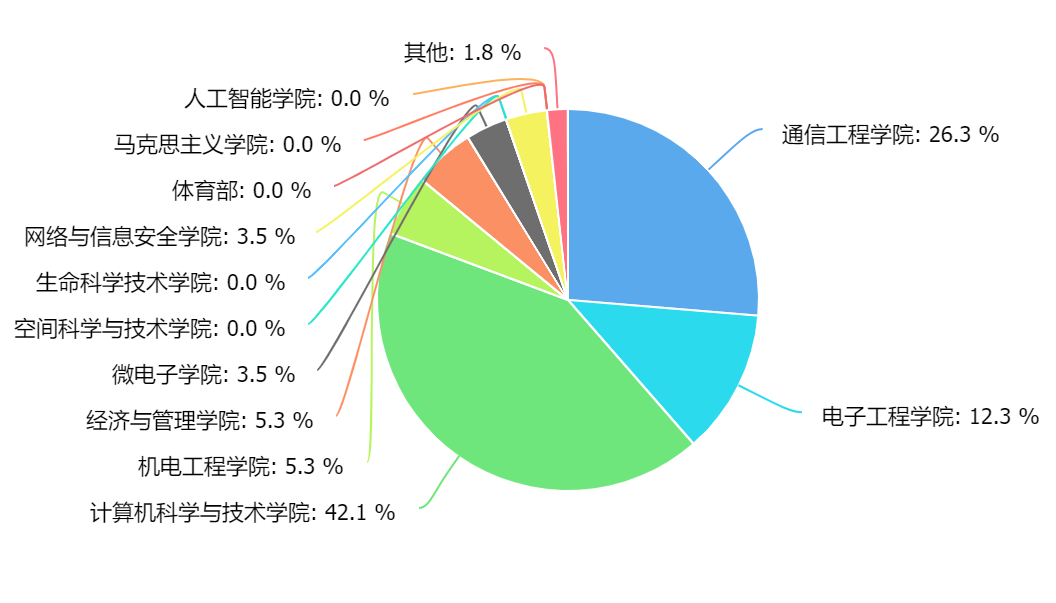 其他: 1.8 %
人工智能学院: 0.0 %
通信工程学院: 26.3 %
马克思主义学院: 0.0 %
体育部: 0.0 %
网络与信息安全学院: 3.5 %
生命科学技术学院: 0.0 %
空间科学与技术学院: 0.0 %
微电子学院: 3.5 %
电子工程学院: 12.3 %
经济与管理学院: 5.3 %
机电工程学院: 5.3 %
计算机科学与技术学院: 42.1 %